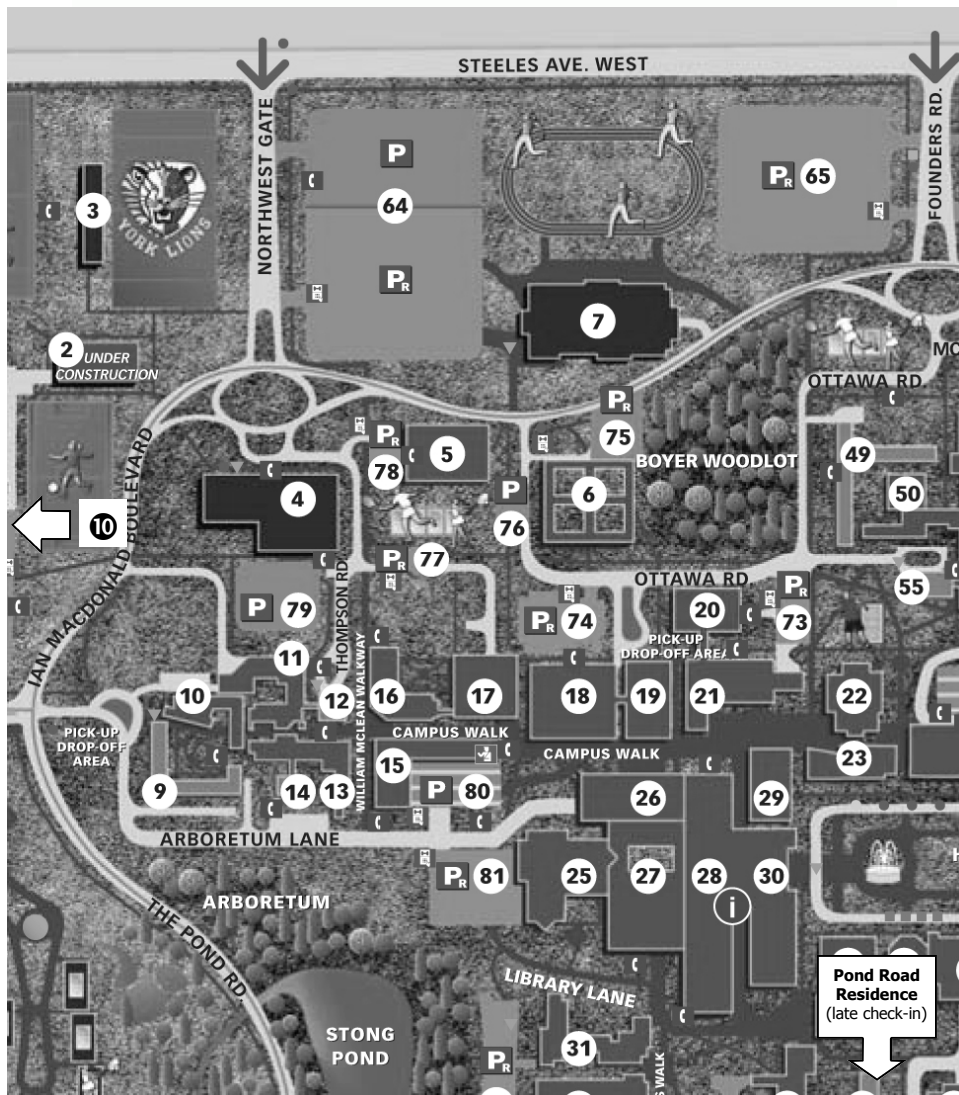 STEELES AVE. WEST
NORTHWEST GATE
FOUNDERS RD.
P
P R
65
3
64
YORK LIONS
P R
7
2
UNDER
CONSTRUCTION
MC
OTTAWA RD.
P R
75
5
P R
78
BOYER WOODLOT
49
50
4
P
76
6
10
P R
77
IAN MACDONALD BOULEVARD
THOMPSON RD.
OTTAWA RD
P
79
P R
74
20
P R
73
55
PICK-UP
DROP-OFF AREA
11
12
10
16
17
18
19
21
22
WILLIAM MCLEAN WALKWAY
CAMPUS WALK
CAMPUS WALK
PICK-UP
DROP-OFF
AREA
15
23
9
14
13
P
80
26
29
ARBORETUM LANE
P R
81
25
27
28
30
i
H
ARBORETUM
THE POND RD.
LIBRARY LANE
STONG
POND
P R
31
S WALK
Pond Road
Residence
(late check-in)